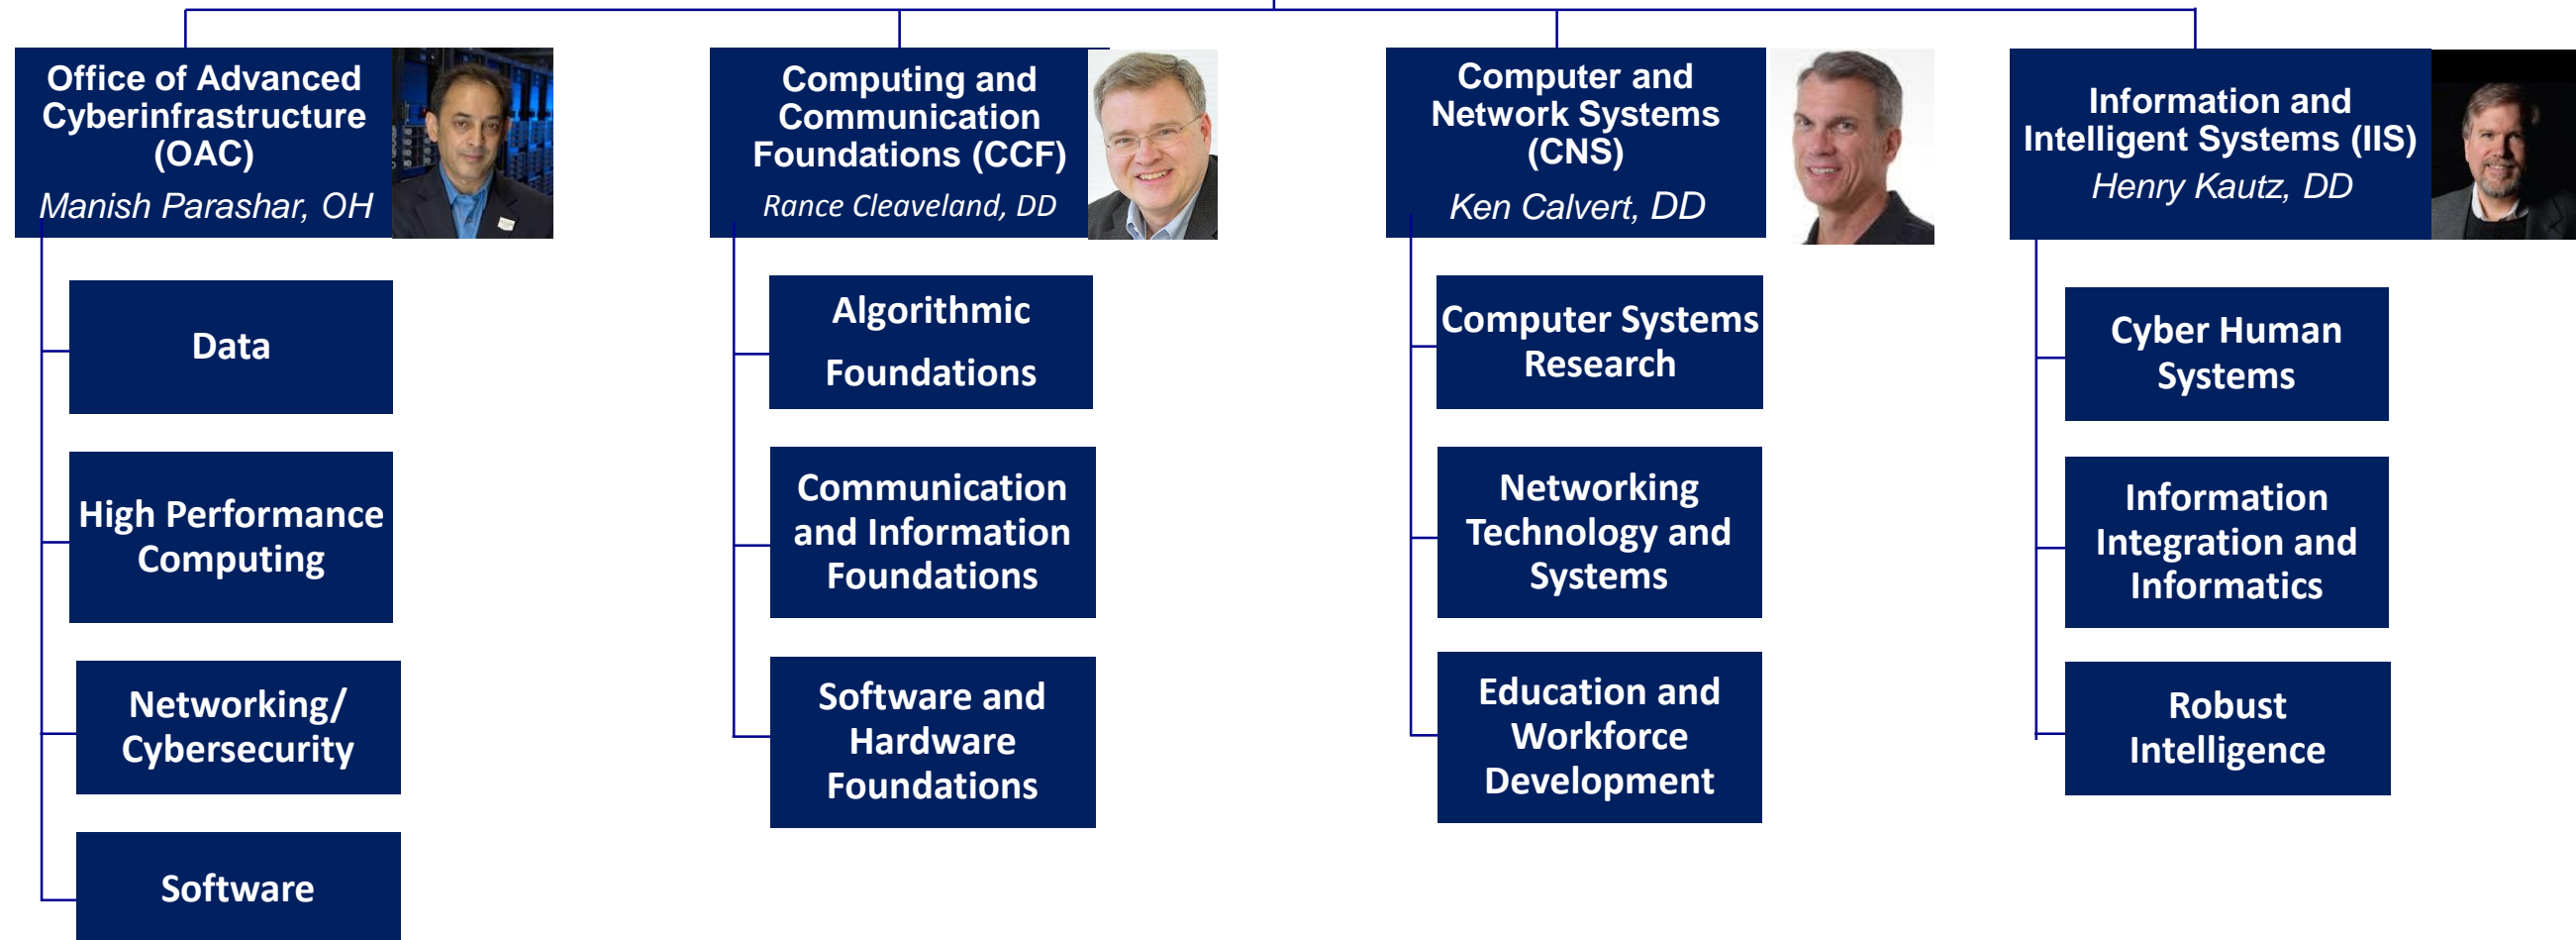 Office of Advanced
Cyberinfrastructure
(OAC)
Manish Parashar, OH
Data
High Performance
Computing
Networking/
Cybersecurity
Software
Computing and
Communication
Foundations (CCF)
Rance Cleaveland, DD
Algorithmic
Foundations
Communication
and Information
Foundations
Software and
Hardware
Foundations
Computer and
Network Systems
(CNS)
Ken Calvert, DD
Computer Systems
Research
Networking
Technology and
Systems
Education and
Workforce
Development
Information and
Intelligent Systems (IIS)
Henry Kautz, DD
Cyber Human
Systems
Information
Integration and
Informatics
Robust
Intelligence